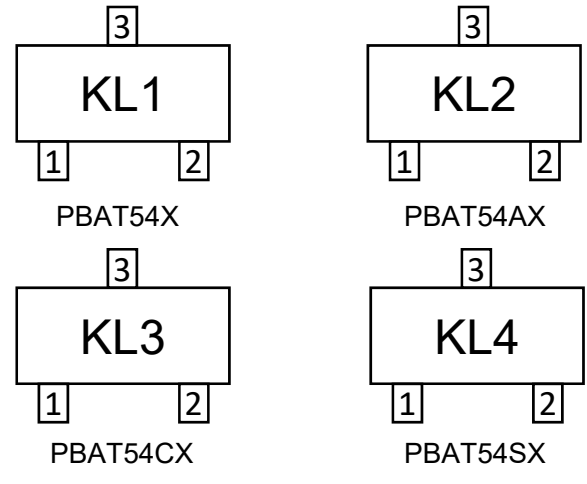 3 3
KL1 KL2
1 2 1 2
PBAT54X PBAT54AX
3 3
KL3 KL4
1 2 1 2
PBAT54CX PBAT54SX